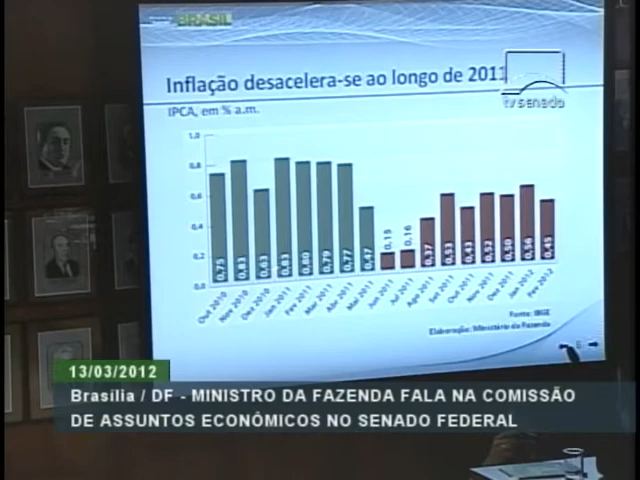 BRASIL
Inflação desacelera-se ao longo de 2011
tv senado
IPCA, em % a.m.
1,0
0,8
0,6
0,4
0,2
0,0
0,75 0,83 0,63 0,83 0,80 0,79 0,77 0,47 0,15 0,16 0,37 0,53 0,43 0,52 0,50 0,56 0,45
Out 2010 Nov 2010 Dez 2010 Jan 2011 Fev 2011 Mar 2011 Abr 2011 Mai 2011 Jun 2011 Jul 2011 Ago 2011 Set 2011 Out 2011 Nov 2011 Dez 2011 Jan 2012 Fev 2012
Fonte: IBGE
Elaboração: Ministério da Fazenda
6
13/03/2012
Brasília / DF - MINISTRO DA FAZENDA FALA NA COMISSÃO
DE ASSUNTOS ECONÔMICOS NO SENADO FEDERAL